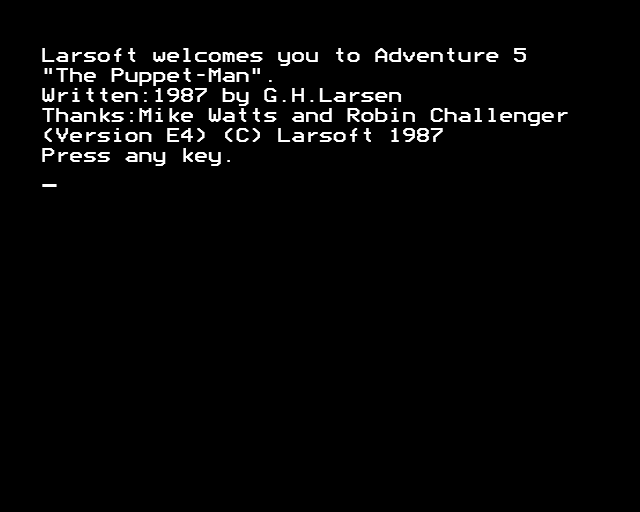 Larsoft welcomes you to Adventure 5
"The Puppet-Man".
Written:1987 by G.H.Larsen
Thanks:Mike Watts and Robin Challenger
(Version E4) (C) Larsoft 1987
Press any key.